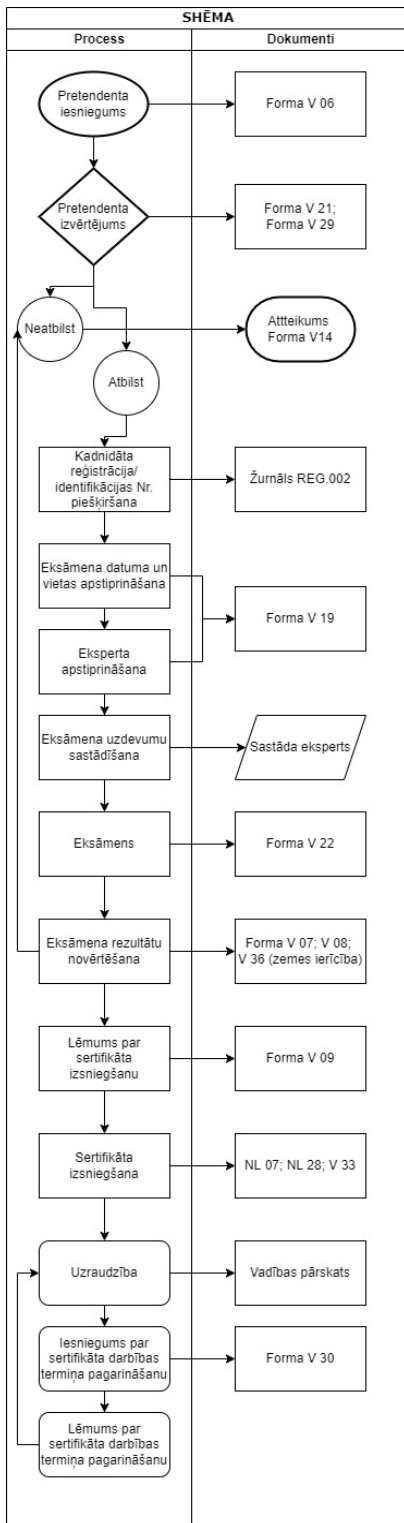 SHĒMA
Process
Dokumenti
Pretendenta
iesniegums
Forma V 06
Pretendenta
izvērtējums
Forma V 21;
Forma V 29
Neatbilst
Attteikums
Forma V14
Atbilst
Kadnidāta
reģistrācija/
identifikācijas Nr.
piešķiršana
Žurnāls REG.002
Eksāmena datuma un
vietas apstiprināšana
Forma V 19
Eksperta
apstiprināšana
Eksāmena uzdevumu
sastādīšana
Sastāda eksperts
Eksāmens
Forma V 22
Eksāmena rezultātu
novērtēšana
Forma V 07; V 08;
V 36 (zemes ierīcība)
Lēmums par
sertifikāta
izsniegšanu
Forma V 09
Sertifikāta
izsniegšana
NL 07; NL 28; V 33
Uzraudzība
Vadības pārskats
Iesniegums par
sertifikāta darbības
termiņa pagarināšanu
Forma V 30
Lēmums par
sertifikāta darbības
termiņa pagarināšanu